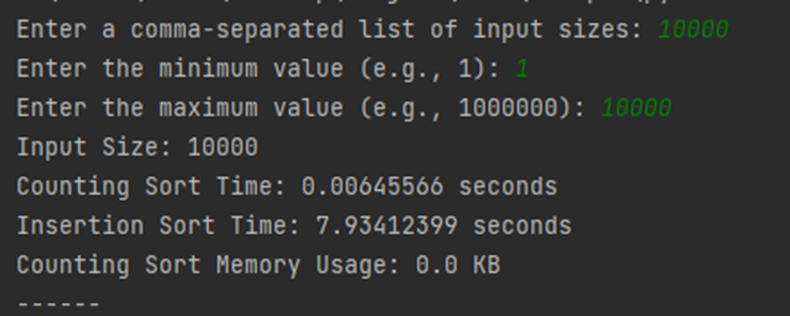 Enter a comma-separated list of input sizes: 10000
Enter the minimum value (e.g., 1): 1
Enter the maximum value (e.g., 1000000): 10000
Input Size: 10000
Counting Sort Time: 0.00645566 seconds
Insertion Sort Time: 7.93412399 seconds
Counting Sort Memory Usage: 0.0 KB
------